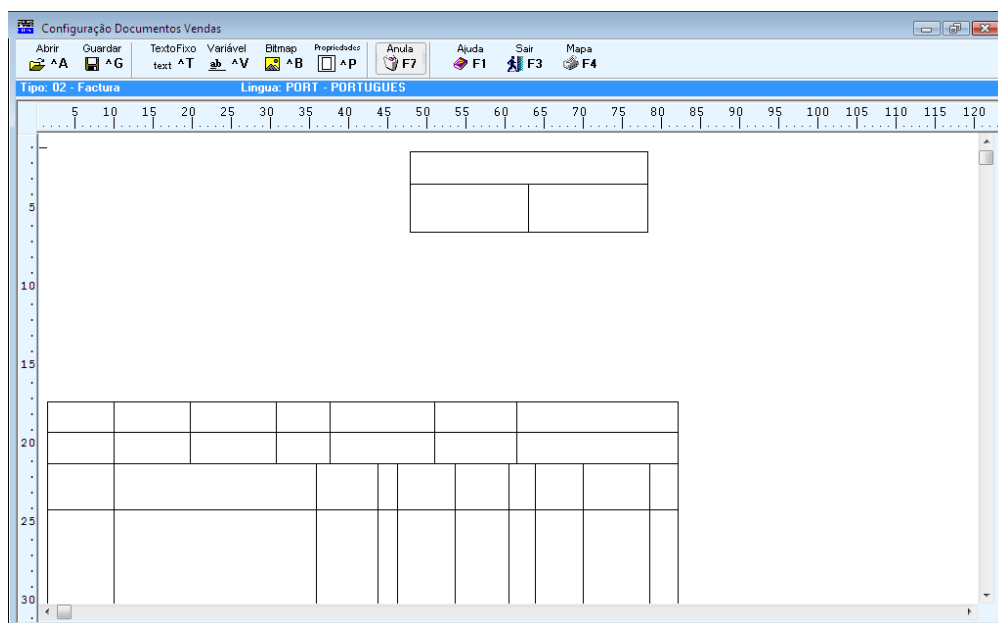 Configuração Documentos Vendas
Abrir Guardar TextoFixo Variável Bitmap Propriedades Anula Ajuda Sair Mapa
^A ^G text ^T ab ^V ^B ^P F7 F1 F3 F4
Tipo: 02 - Factura Lingua: PORT - PORTUGUES
5 10 15 20 25 30 35 40 45 50 55 60 65 70 75 80 85 90 95 100 105 110 115 120
5
10
15
20
25
30